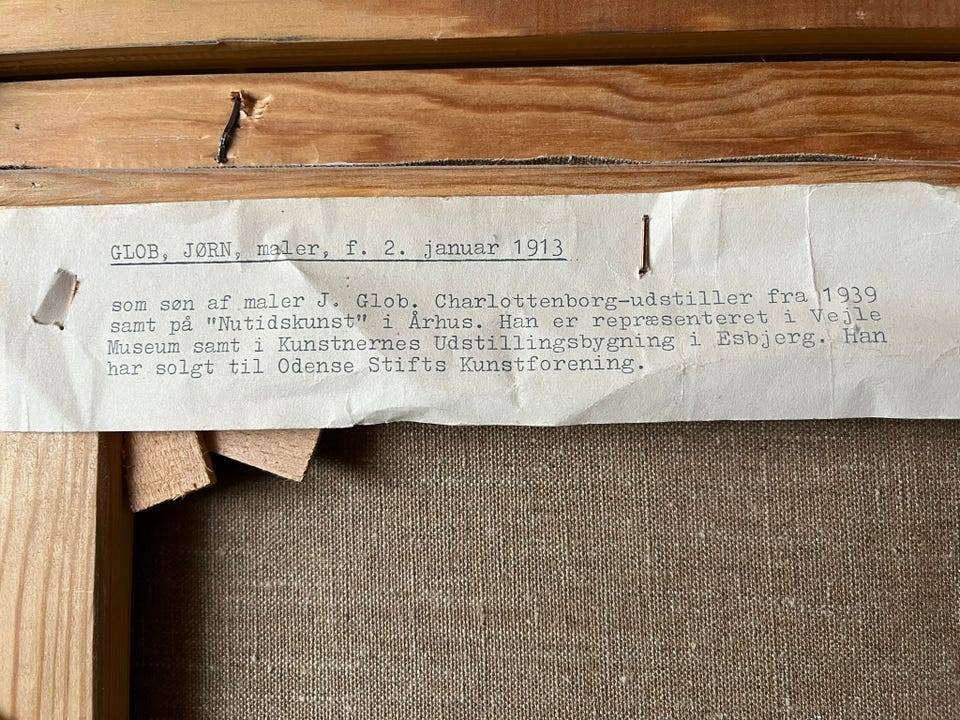 GLOB, JØRN, maler, f. 2. januar 1913
som søn af maler J. Glob. Charlottenborg-udstiller fra 1939
samt på "Nutidskunst" i Århus. Han er repræsenteret i Vejle
Museum samt i Kunstnernes Udstillingsbygning i Esbjerg. Han
har solgt til Odense Stifts Kunstforening.